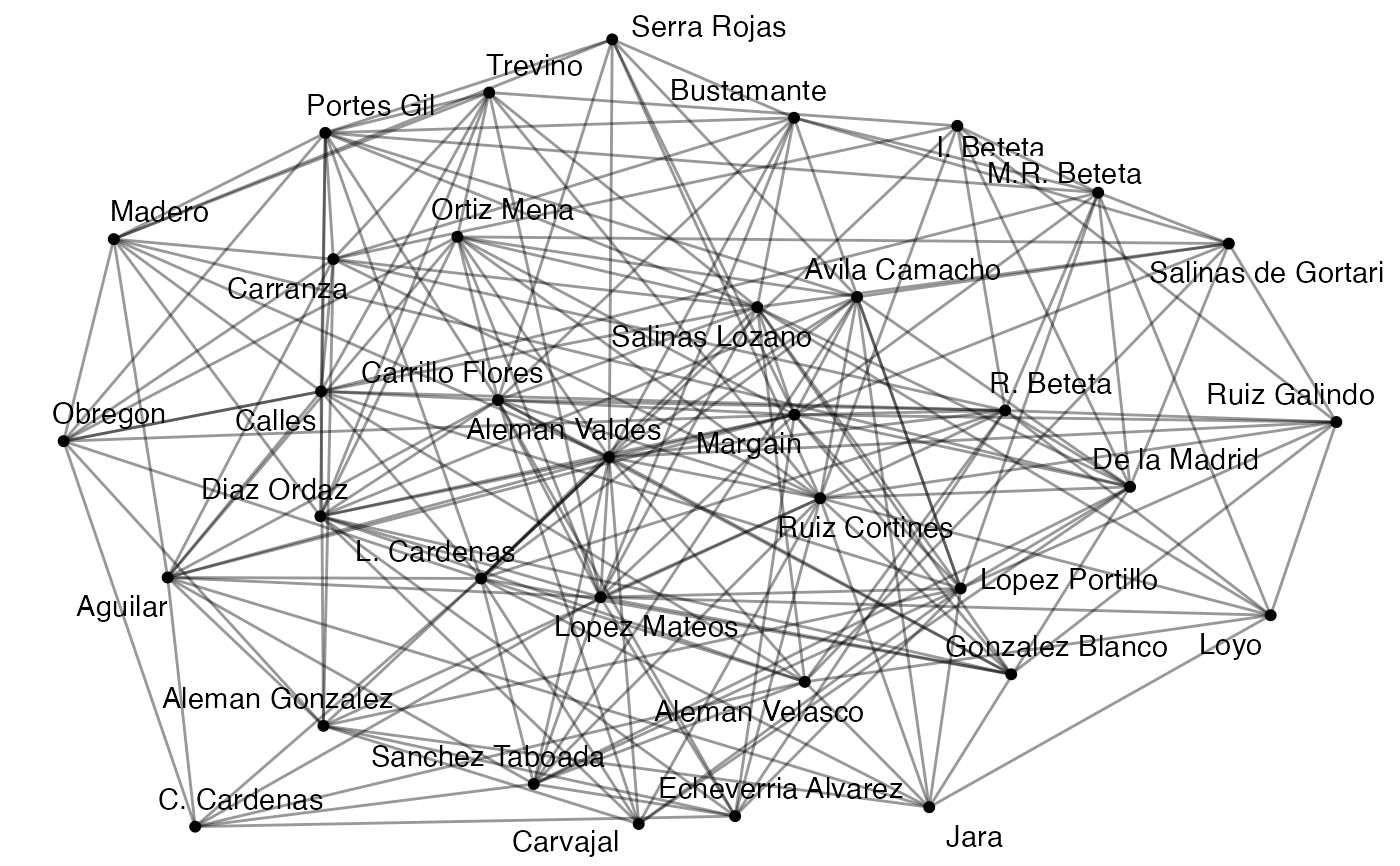 Serra Rojas
Trevino
Bustamante
Portes Gil
I. Beteta
M.R. Beteta
Madero
Ortiz Mena
Avila Camacho
Salinas de Gortari
Carranza
Salinas Lozano
Carrillo Flores
R. Beteta
Ruiz Galindo
Obregon
Calles
Aleman Valdes
Margain
De la Madrid
Diaz Ordaz
Ruiz Cortines
L. Cardenas
Lopez Portillo
Aguilar
Lopez Mateos
Gonzalez Blanco
Loyo
Aleman Gonzalez
Aleman Velasco
Sanchez Taboada
Echeverria Alvarez
C. Cardenas
Carvajal
Jara